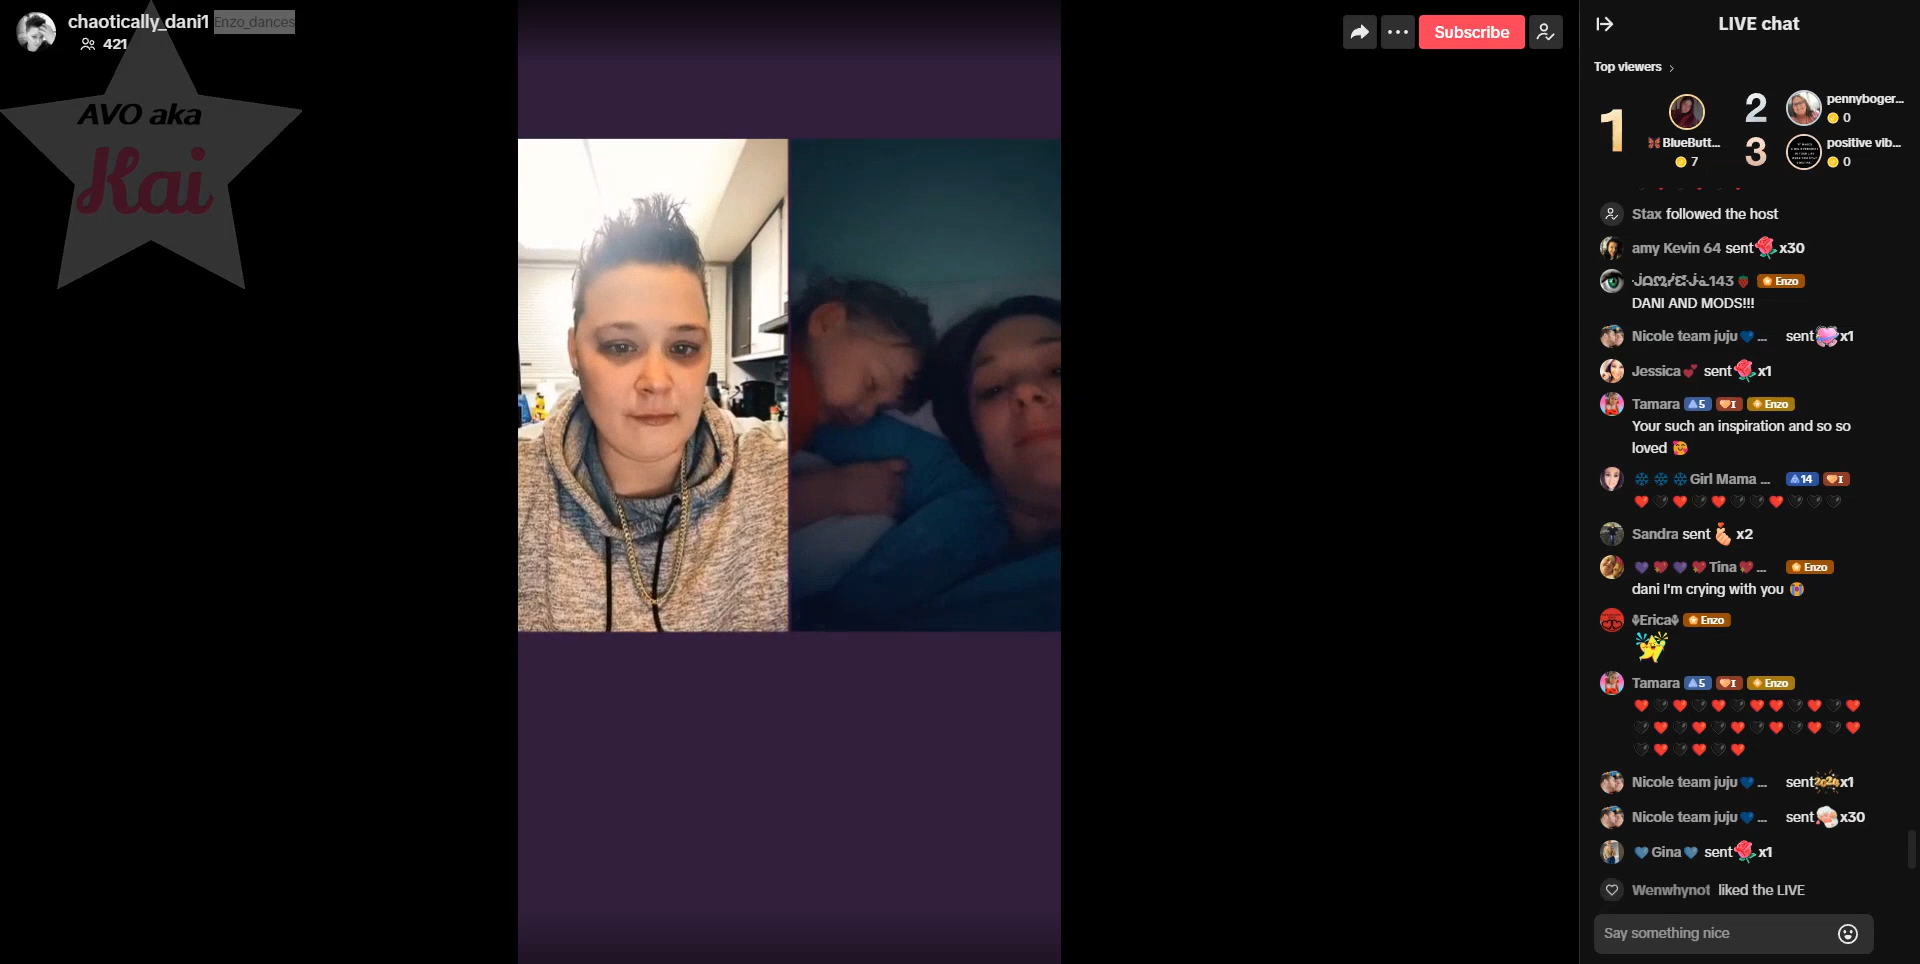 chaotically_dani1 Enzo_dances
421
AVO aka
Kai
Subscribe
LIVE chat
Top viewers
1
BlueButt...
7
2
pennyboger...
0
3
positive vib...
0
Stax followed the host
amy Kevin 64 sent x30
143 Enzo
DANI AND MODS!!!
Nicole team juju💙 ... sent x1
Jessica💕 sent x1
Tamara 5 I Enzo
Your such an inspiration and so so
loved 🥰
❄️❄️❄️Girl Mama ... 14 I
❤️🖤❤️🖤❤️🖤🖤❤️🖤🖤🖤
Sandra sent x2
💜💖💜💖Tina💖... Enzo
dani I'm crying with you 😭
Erica Enzo
Tamara 5 I Enzo
❤️🖤❤️🖤❤️🖤❤️❤️🖤❤️🖤❤️
🖤❤️🖤❤️🖤❤️🖤❤️🖤❤️🖤❤️
🖤❤️🖤❤️🖤❤️
Nicole team juju💙 ... sent 2024 x1
Nicole team juju💙 ... sent x30
🩵Gina🩵 sent x1
Wenwhynot liked the LIVE
Say something nice